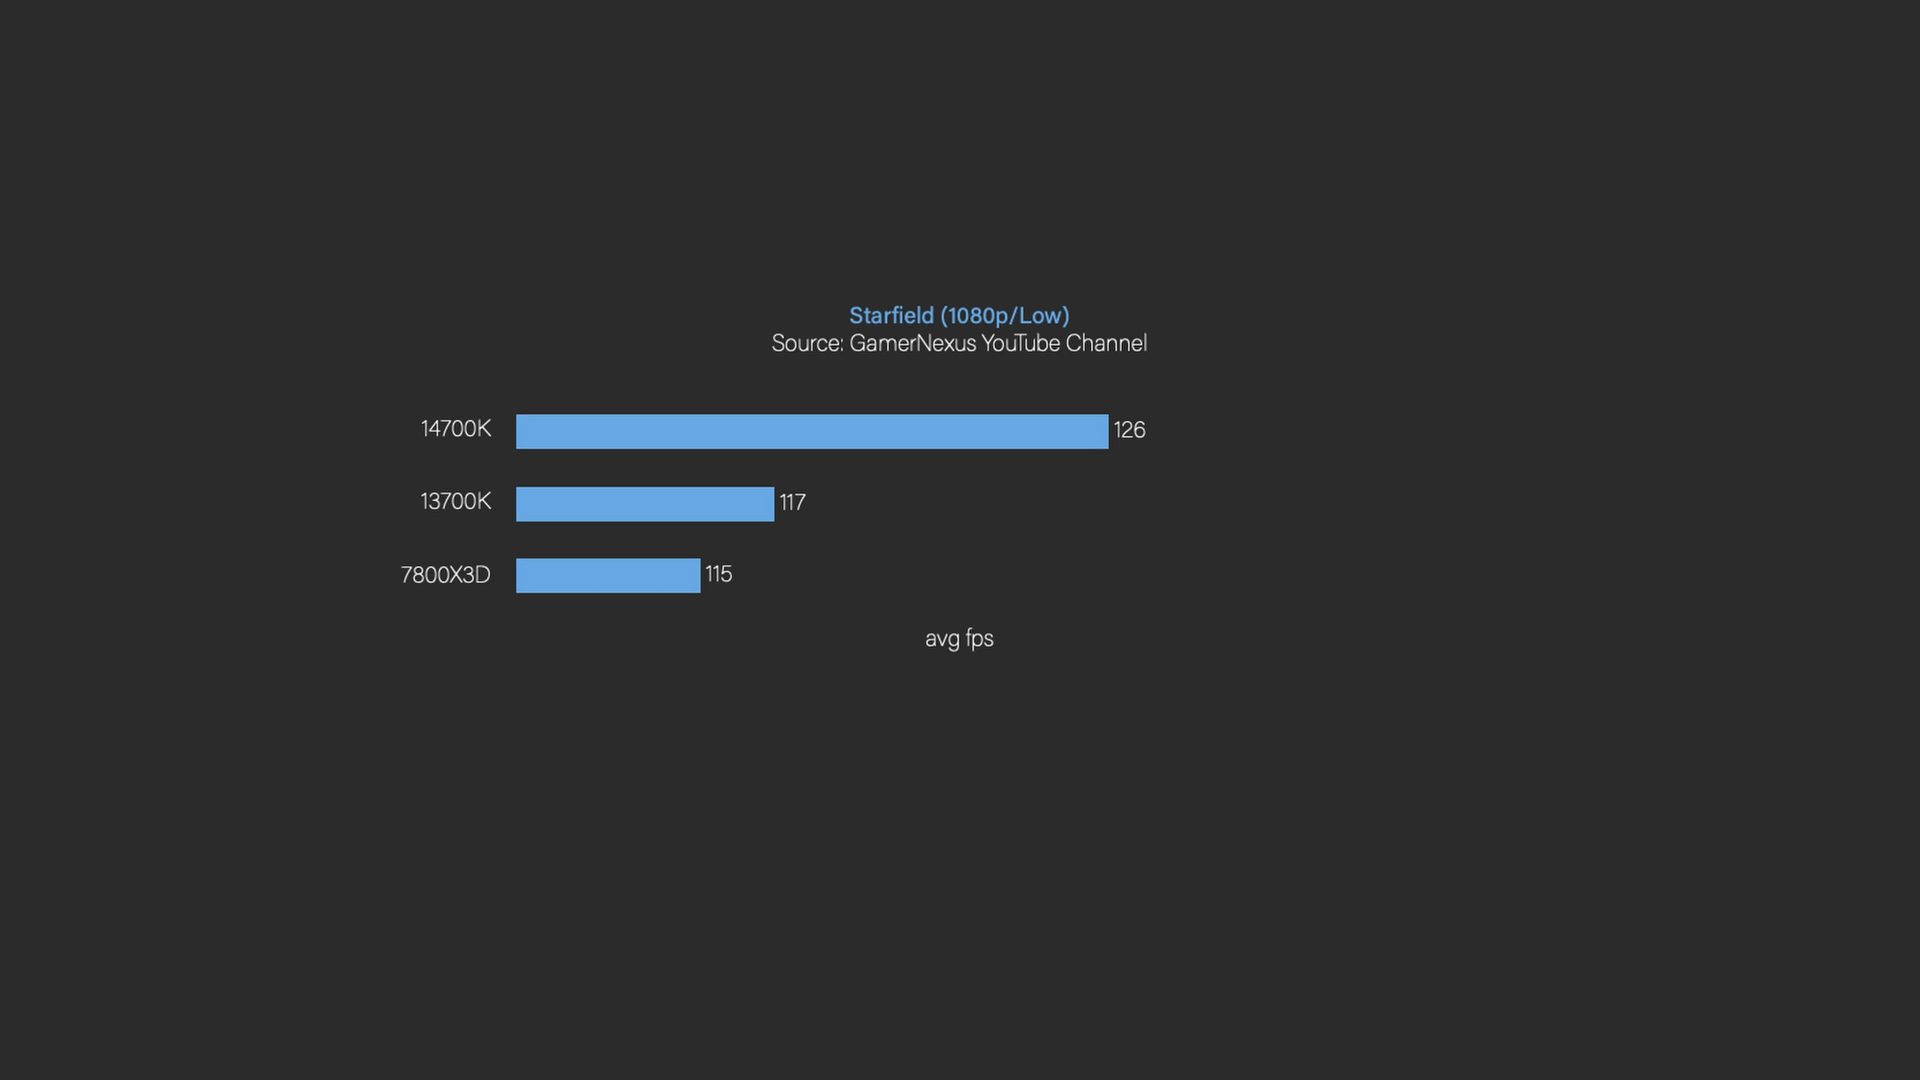 Starfield (1080p/Low)
Source: GamerNexus YouTube Channel
14700K 126
13700K 117
7800X3D 115
avg fps